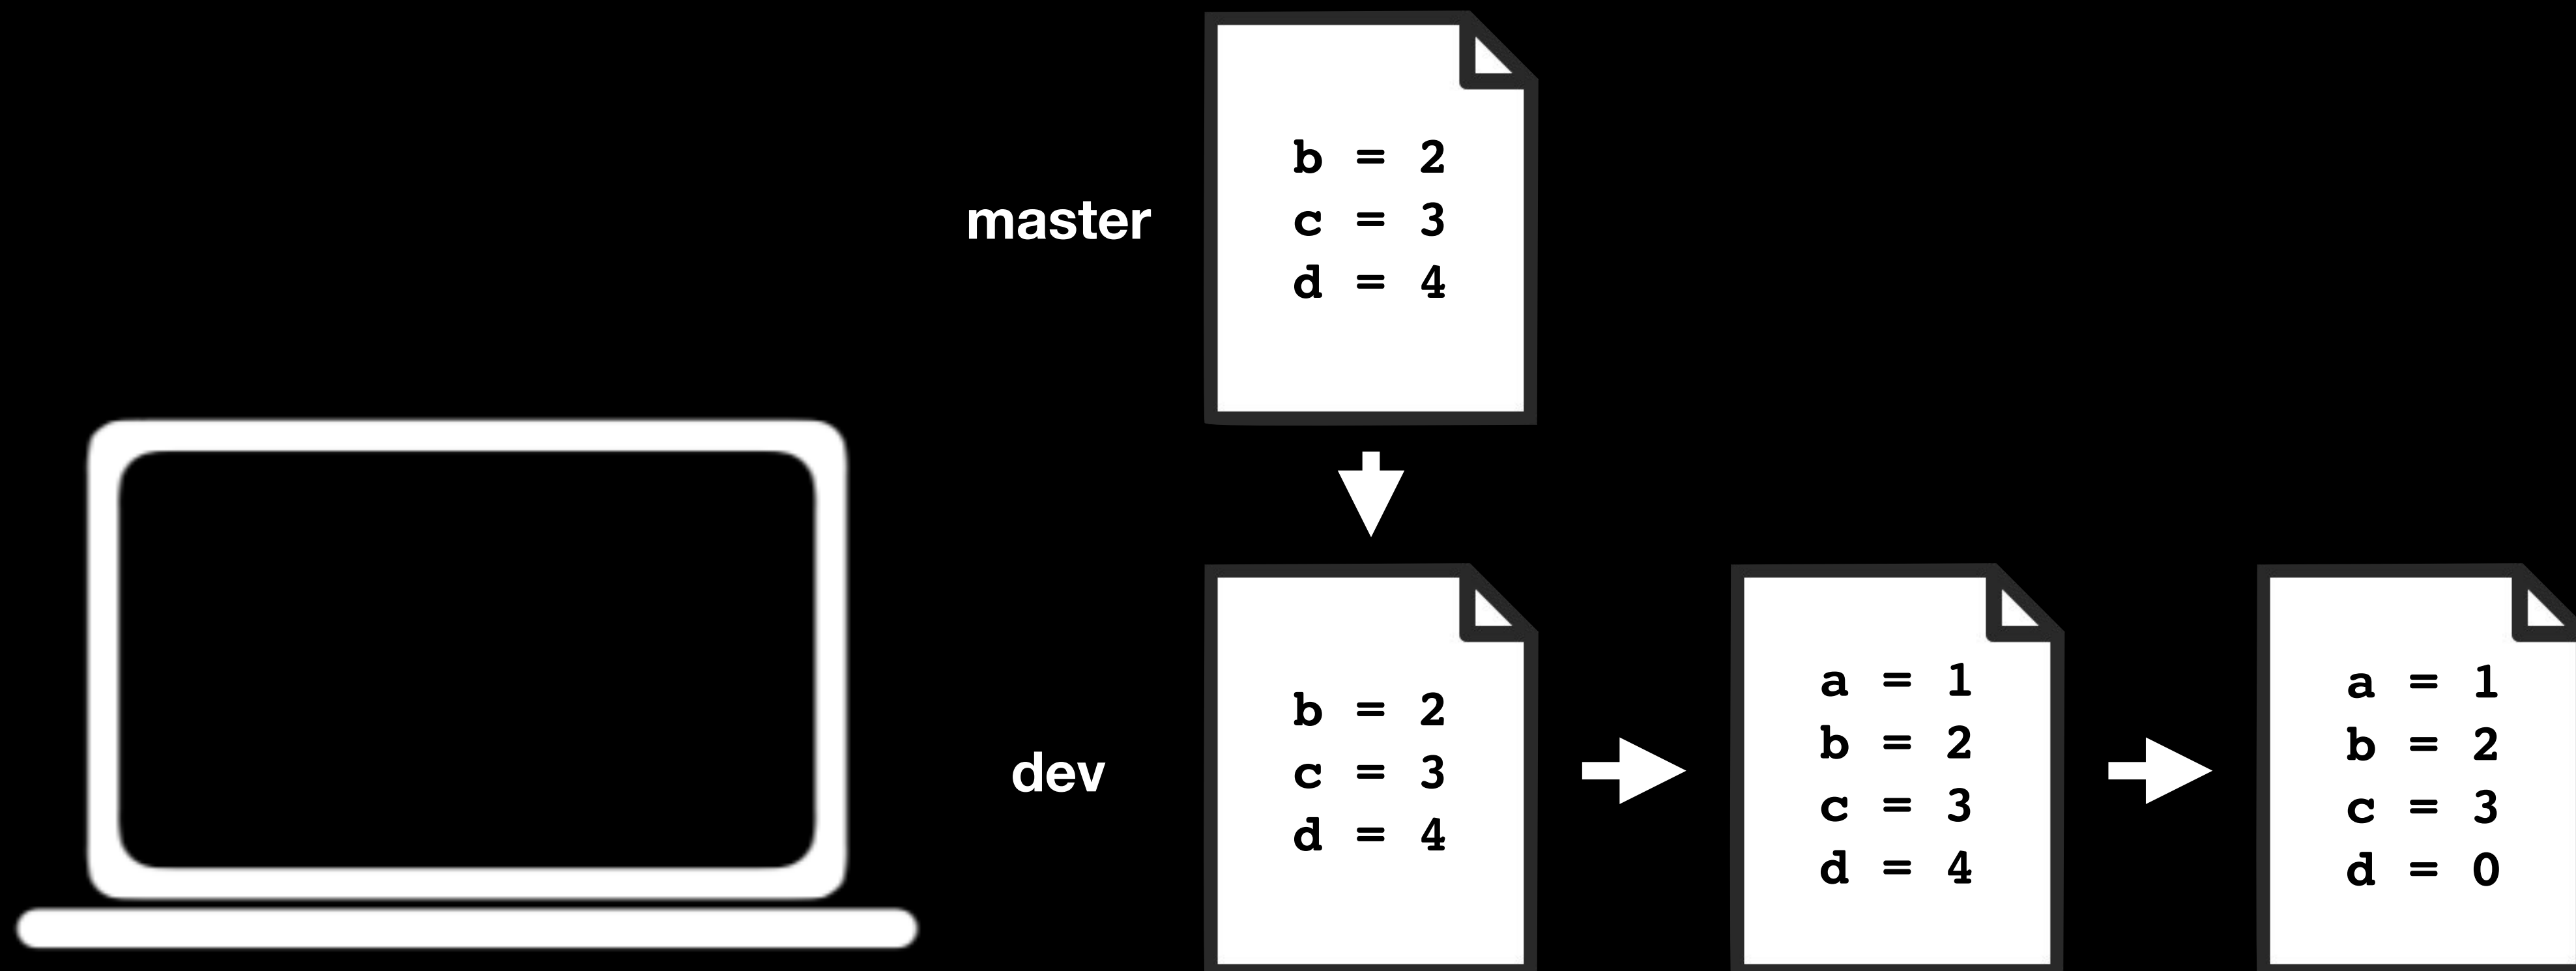 b = 2
master
c = 3
d = 4
b = 2
dev
c = 3
d = 4
a = 1
b = 2
c = 3
d = 4
a = 1
b = 2
c = 3
d = 0